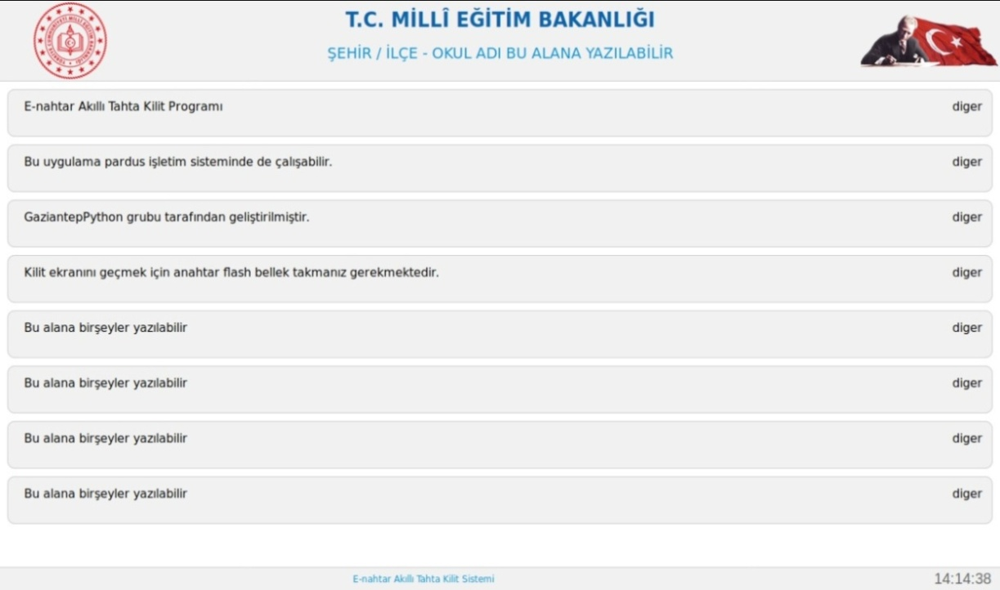 T.C. MİLLÎ EĞİTİM BAKANLIĞI
ŞEHİR / İLÇE - OKUL ADI BU ALANA YAZILABİLİR
E-nahtar Akıllı Tahta Kilit Programı diger
Bu uygulama pardus işletim sisteminde de çalışabilir. diger
GaziantepPython grubu tarafından geliştirilmiştir. diger
Kilit ekranını geçmek için anahtar flash bellek takmanız gerekmektedir. diger
Bu alana birşeyler yazılabilir diger
Bu alana birşeyler yazılabilir diger
Bu alana birşeyler yazılabilir diger
Bu alana birşeyler yazılabilir diger
E-nahtar Akıllı Tahta Kilit Sistemi 14:14:38